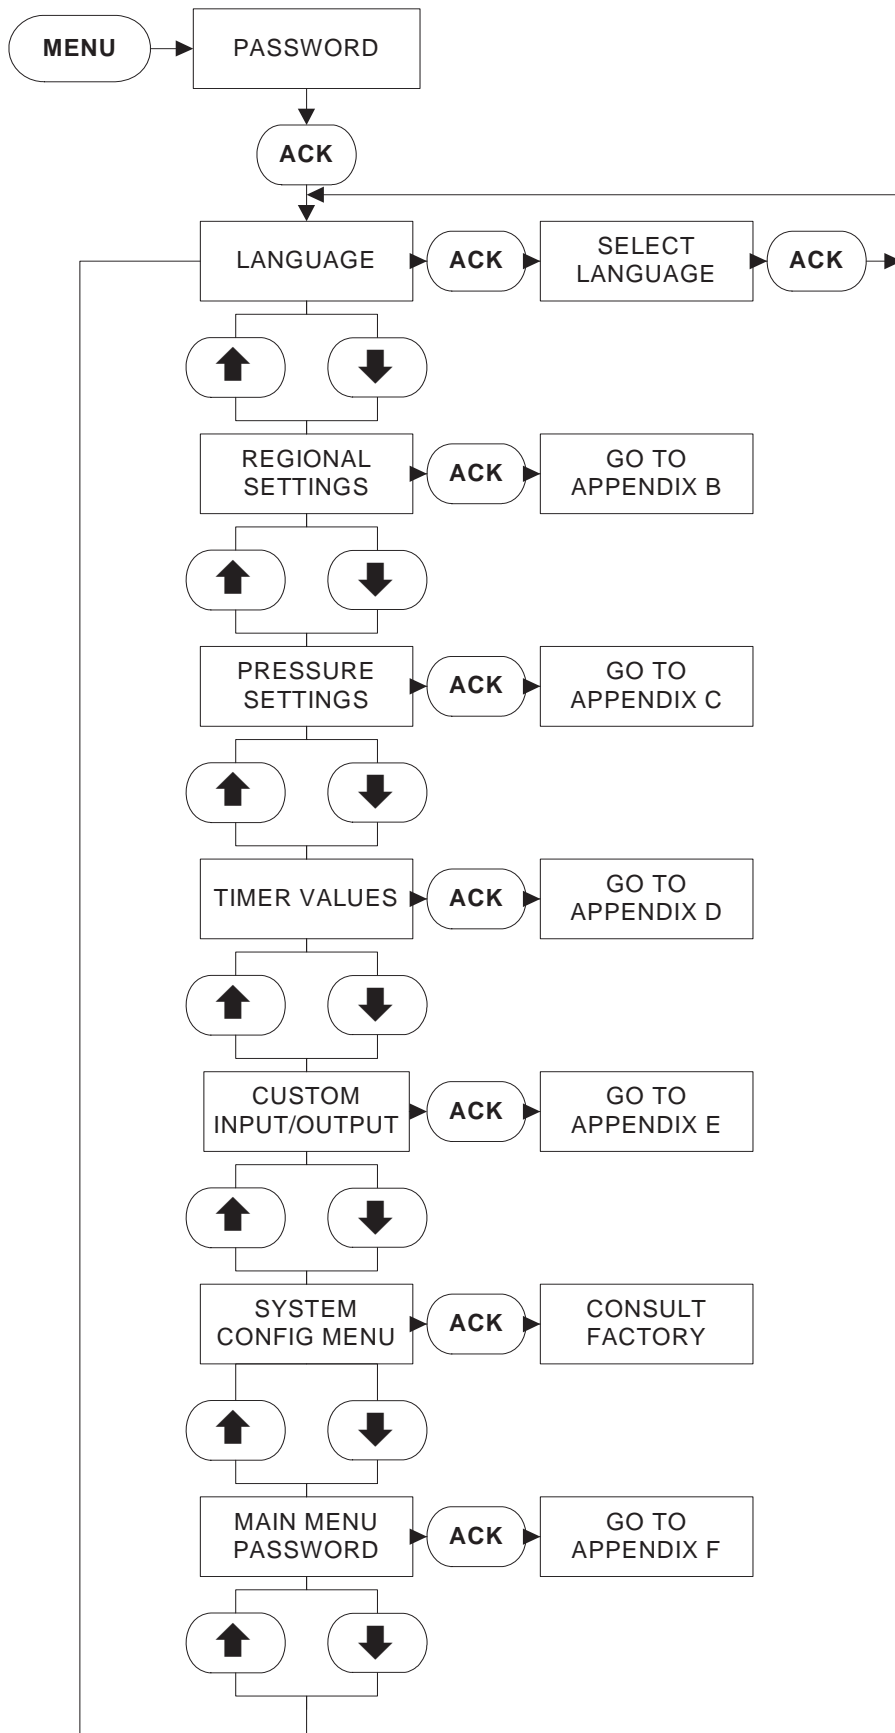 MENU
PASSWORD
ACK
LANGUAGE
ACK
SELECT
LANGUAGE
ACK
REGIONAL
SETTINGS
ACK
GO TO
APPENDIX B
PRESSURE
SETTINGS
ACK
GO TO
APPENDIX C
TIMER VALUES
ACK
GO TO
APPENDIX D
CUSTOM
INPUT/OUTPUT
ACK
GO TO
APPENDIX E
SYSTEM
CONFIG MENU
ACK
CONSULT
FACTORY
MAIN MENU
PASSWORD
ACK
GO TO
APPENDIX F